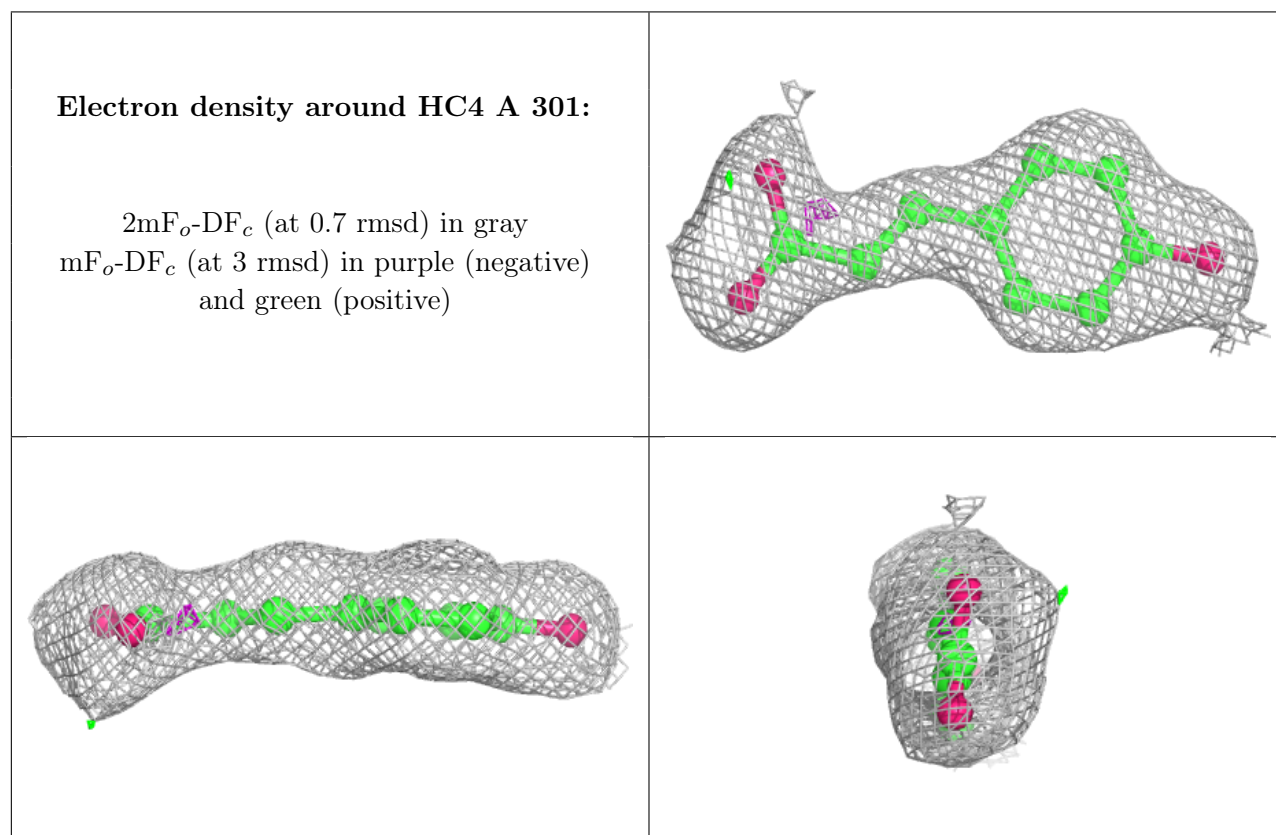 Electron density around HC4 A 301:
2mFo-DFc (at 0.7 rmsd) in gray
mFo-DFc (at 3 rmsd) in purple (negative)
and green (positive)